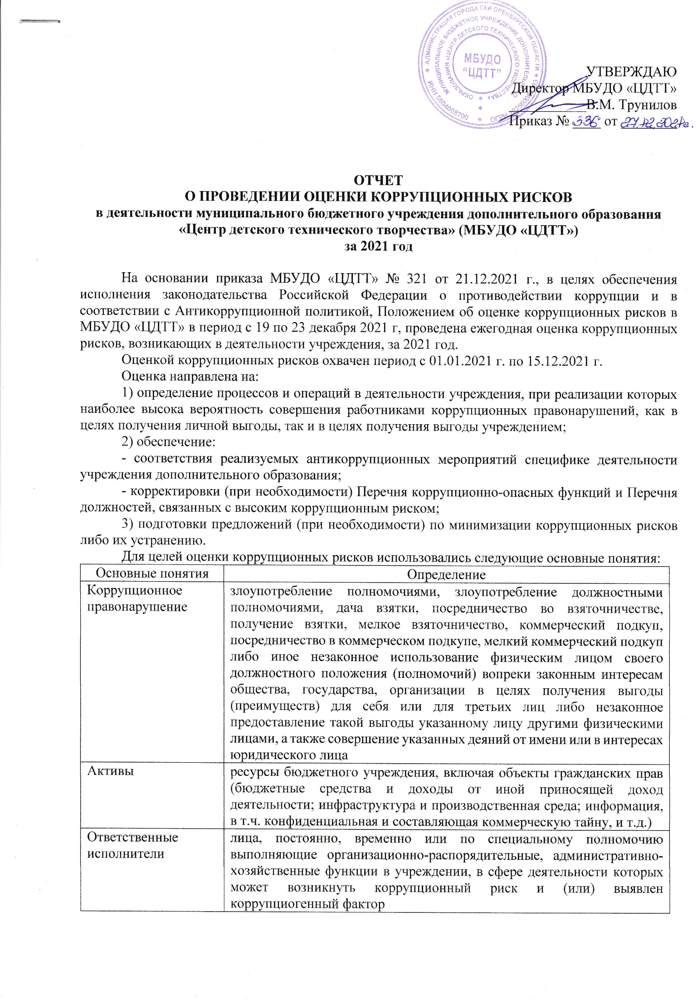 АДМИНИСТРАЦИЯ ГОРОДА ГАЙ ОРЕНБУРГСКОЙ ОБЛАСТИ
МУНИЦИПАЛЬНОЕ БЮДЖЕТНОЕ УЧРЕЖДЕНИЕ ДОПОЛНИТЕЛЬНОГО
ОБРАЗОВАНИЯ «ЦЕНТР ДЕТСКОГО ТЕХНИЧЕСКОГО ТВОРЧЕСТВА»
ИНН 5604008700
ОГРН
МБУДО
"ЦДТТ"
УТВЕРЖДАЮ
Директор МБУДО «ЦДТТ»
___________В.М. Трунилов
Приказ № 336 от 27.12.2021г.
ОТЧЕТ
О ПРОВЕДЕНИИ ОЦЕНКИ КОРРУПЦИОННЫХ РИСКОВ
в деятельности муниципального бюджетного учреждения дополнительного образования
«Центр детского технического творчества» (МБУДО «ЦДТТ»)
за 2021 год
На основании приказа МБУДО «ЦДТТ» № 321 от 21.12.2021 г., в целях обеспечения
исполнения законодательства Российской Федерации о противодействии коррупции и в
соответствии с Антикоррупционной политикой, Положением об оценке коррупционных рисков в
МБУДО «ЦДТТ» в период с 19 по 23 декабря 2021 г, проведена ежегодная оценка коррупционных
рисков, возникающих в деятельности учреждения, за 2021 год.
Оценкой коррупционных рисков охвачен период с 01.01.2021 г. по 15.12.2021 г.
Оценка направлена на:
1) определение процессов и операций в деятельности учреждения, при реализации которых
наиболее высока вероятность совершения работниками коррупционных правонарушений, как в
целях получения личной выгоды, так и в целях получения выгоды учреждением;
2) обеспечение:
- соответствия реализуемых антикоррупционных мероприятий специфике деятельности
учреждения дополнительного образования;
- корректировки (при необходимости) Перечня коррупционно-опасных функций и Перечня
должностей, связанных с высоким коррупционным риском;
3) подготовки предложений (при необходимости) по минимизации коррупционных рисков
либо их устранению.
Для целей оценки коррупционных рисков использовались следующие основные понятия:
Основные понятия
Определение
Коррупционное
правонарушение
злоупотребление полномочиями, злоупотребление должностными
полномочиями, дача взятки, посредничество во взяточничестве,
получение взятки, мелкое взяточничество, коммерческий подкуп,
посредничество в коммерческом подкупе, мелкий коммерческий подкуп
либо иное незаконное использование физическим лицом своего
должностного положения (полномочий) вопреки законным интересам
общества, государства, организации в целях получения выгоды
(преимуществ) для себя или для третьих лиц либо незаконное
предоставление такой выгоды указанному лицу другими физическими
лицами, а также совершение указанных деяний от имени или в интересах
юридического лица
Активы
ресурсы бюджетного учреждения, включая объекты гражданских прав
(бюджетные средства и доходы от иной приносящей доход
деятельности; инфраструктура и производственная среда; информация,
в т.ч. конфиденциальная и составляющая коммерческую тайну, и т.д.)
Ответственные
исполнители
лица, постоянно, временно или по специальному полномочию
выполняющие организационно-распорядительные, административно-
хозяйственные функции в учреждении, в сфере деятельности которых
может возникнуть коррупционный риск и (или) выявлен
коррупциогенный фактор